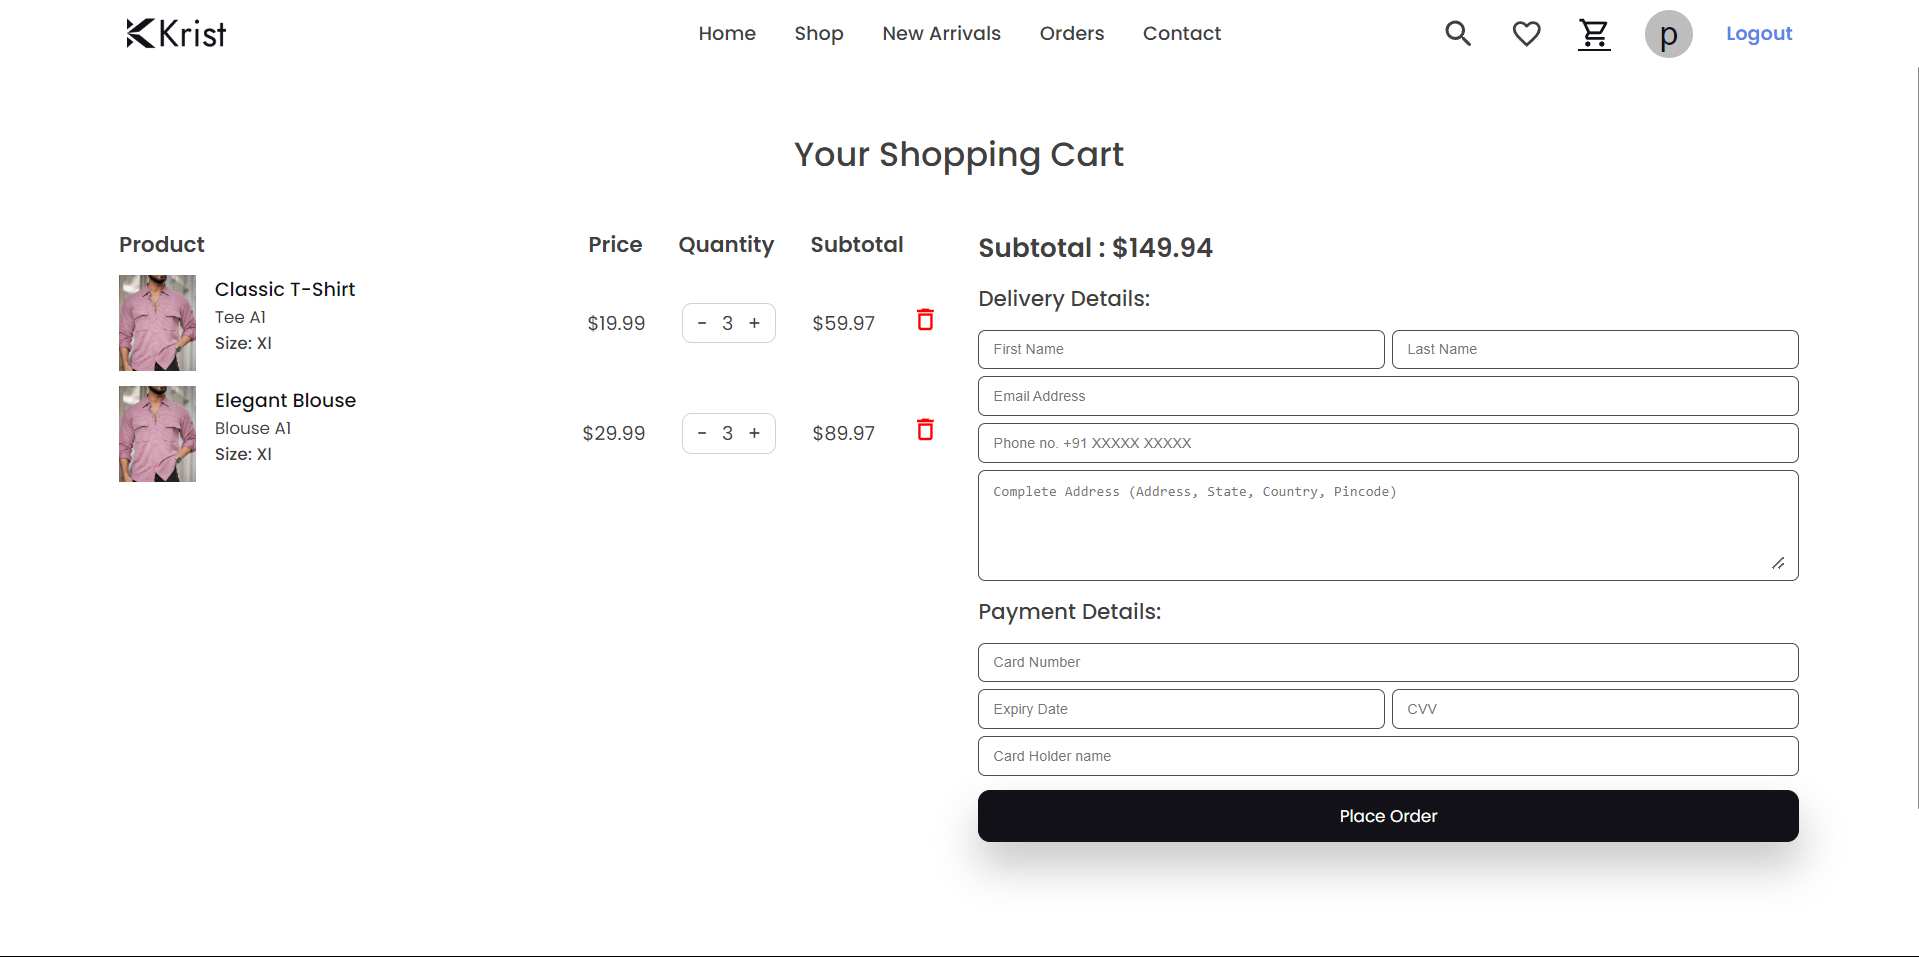 Krist
Home Shop New Arrivals Orders Contact
p Logout
Your Shopping Cart
Product Price Quantity Subtotal
Classic T-Shirt
Tee A1
Size: Xl
$19.99 - 3 + $59.97
Elegant Blouse
Blouse A1
Size: Xl
$29.99 - 3 + $89.97
Subtotal : $149.94
Delivery Details:
First Name Last Name
Email Address
Phone no. +91 XXXXX XXXXX
Complete Address (Address, State, Country, Pincode)
Payment Details:
Card Number
Expiry Date CVV
Card Holder name
Place Order